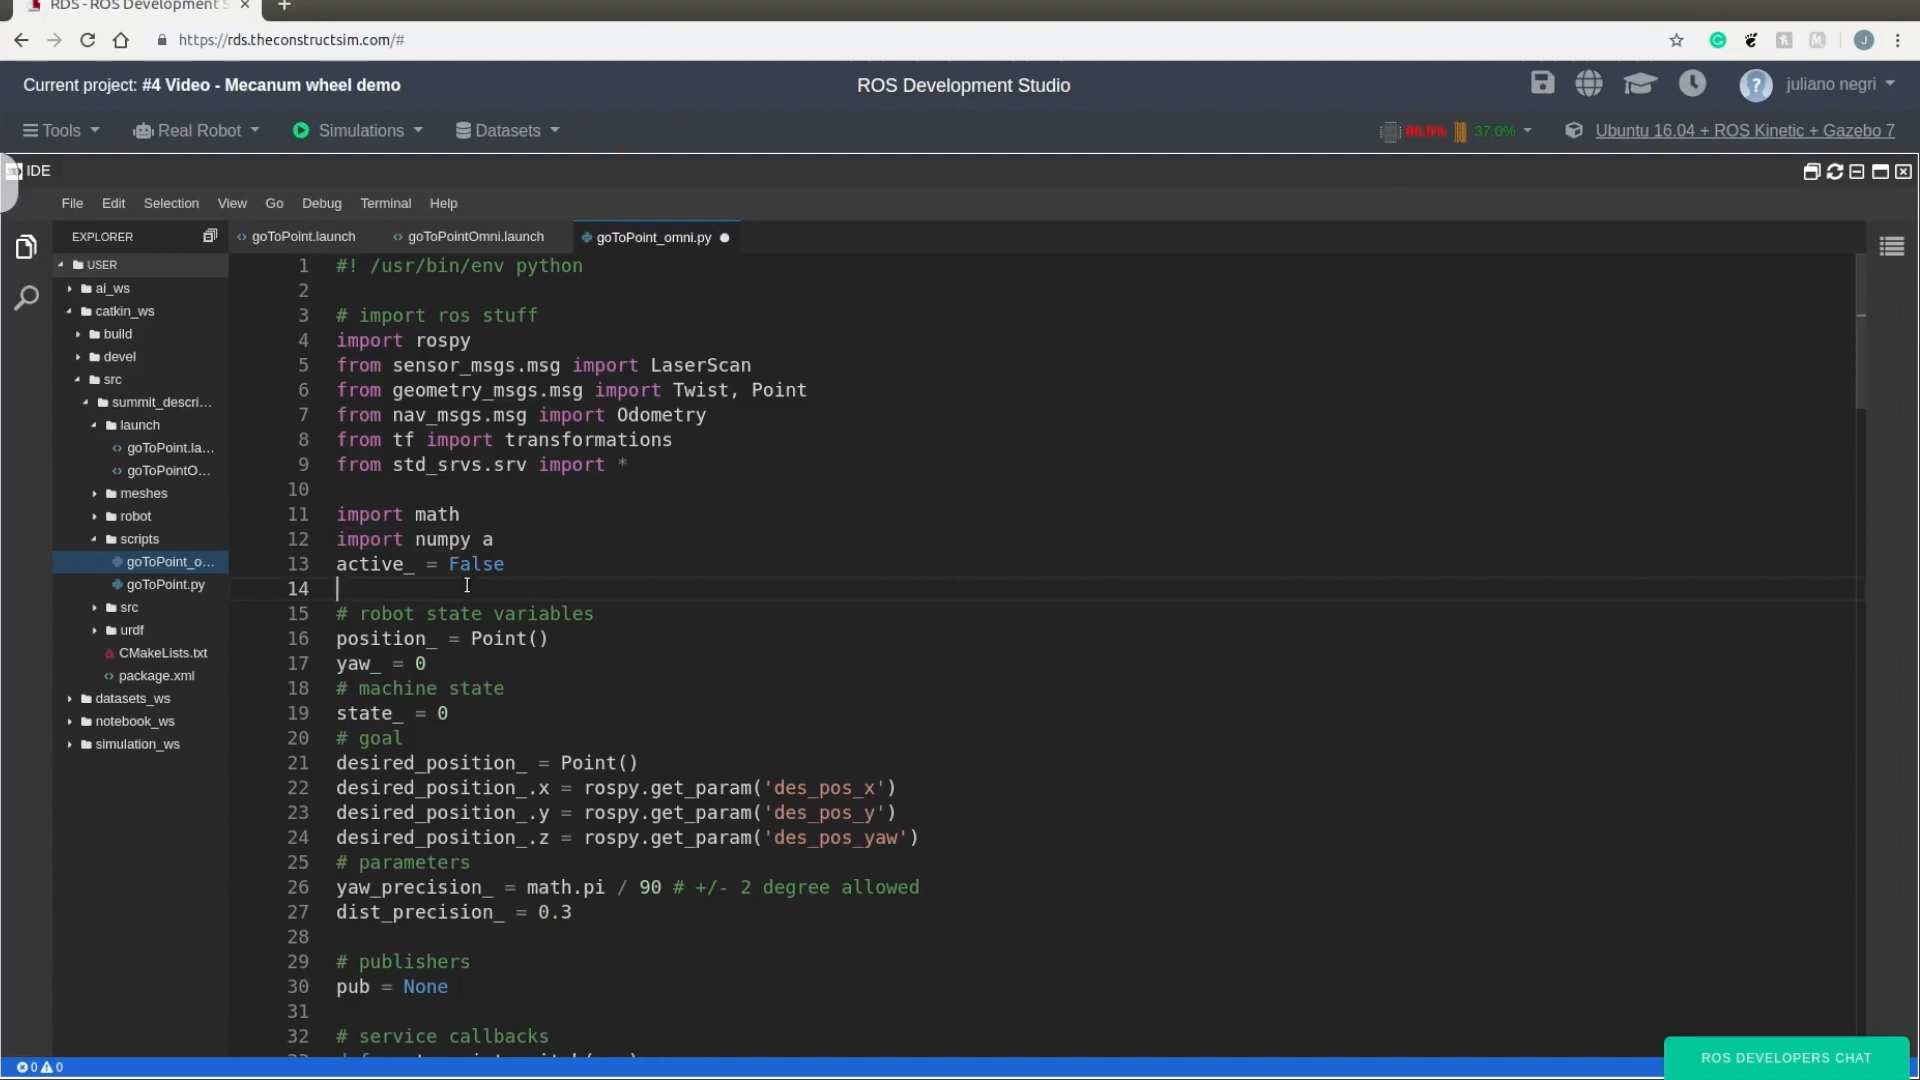 RDS - ROS Development S
https://rds.theconstructsim.com/#
J
Current project: #4 Video - Mecanum wheel demo
ROS Development Studio
? juliano negri
Tools
Real Robot
Simulations
Datasets
37.0%
Ubuntu 16.04 + ROS Kinetic + Gazebo 7
IDE
File Edit Selection View Go Debug Terminal Help
EXPLORER
goToPoint.launch
goToPointOmni.launch
goToPoint_omni.py
USER
ai_ws
catkin_ws
build
devel
src
summit_descri...
launch
goToPoint.la...
goToPointO...
meshes
robot
scripts
goToPoint_o...
goToPoint.py
src
urdf
CMakeLists.txt
package.xml
datasets_ws
notebook_ws
simulation_ws
1 #! /usr/bin/env python
2
3 # import ros stuff
4 import rospy
5 from sensor_msgs.msg import LaserScan
6 from geometry_msgs.msg import Twist, Point
7 from nav_msgs.msg import Odometry
8 from tf import transformations
9 from std_srvs.srv import *
10
11 import math
12 import numpy a
13 active_ = False
14
15 # robot state variables
16 position_ = Point()
17 yaw_ = 0
18 # machine state
19 state_ = 0
20 # goal
21 desired_position_ = Point()
22 desired_position_.x = rospy.get_param('des_pos_x')
23 desired_position_.y = rospy.get_param('des_pos_y')
24 desired_position_.z = rospy.get_param('des_pos_yaw')
25 # parameters
26 yaw_precision_ = math.pi / 90 # +/- 2 degree allowed
27 dist_precision_ = 0.3
28
29 # publishers
30 pub = None
31
32 # service callbacks
0 0
ROS DEVELOPERS CHAT